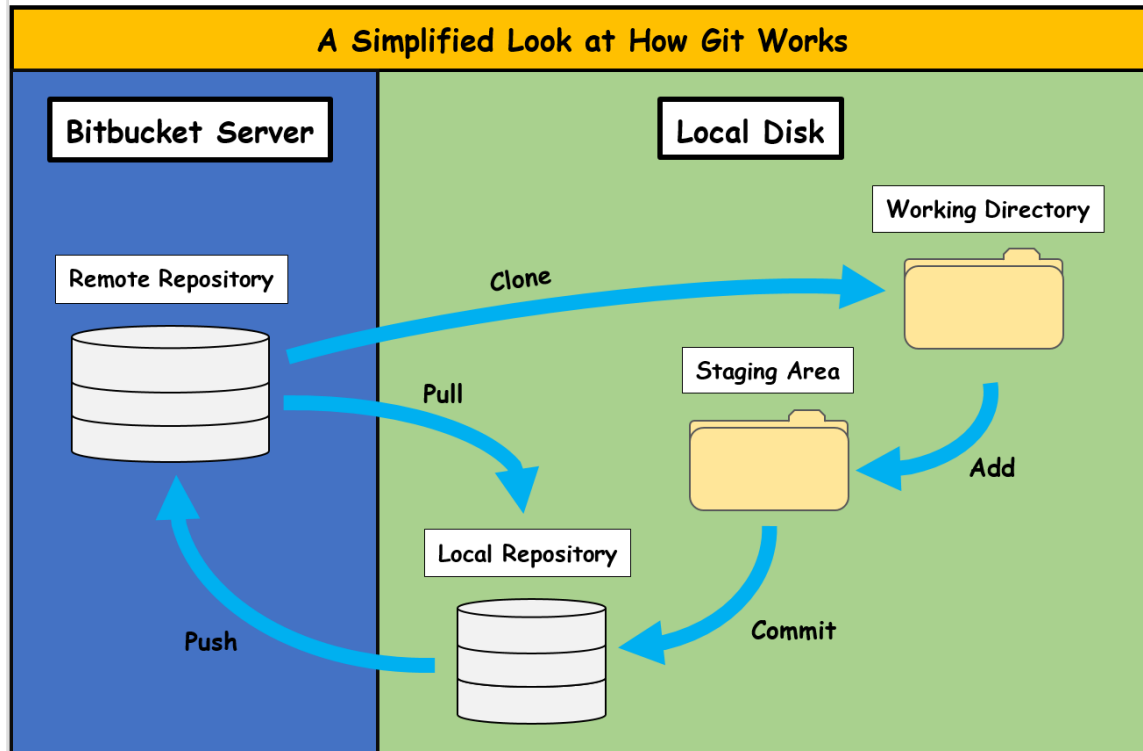 A Simplified Look at How Git Works
Bitbucket Server
Local Disk
Working Directory
Remote Repository
Clone
Staging Area
Pull
Add
Local Repository
Commit
Push